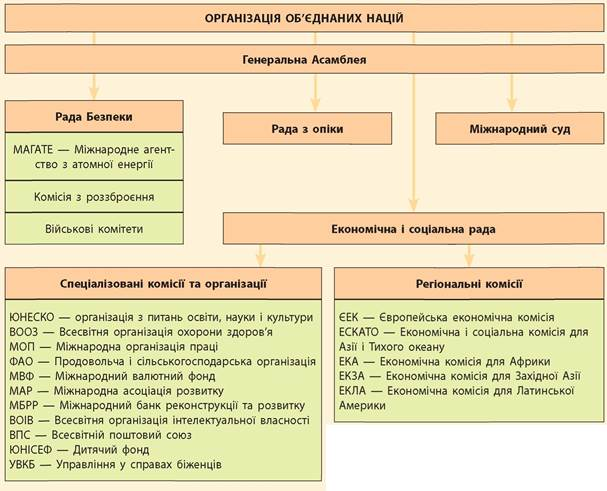 ОРГАНІЗАЦІЯ ОБ’ЄДНАНИХ НАЦІЙ
Генеральна Асамблея
Рада Безпеки
МАГАТЕ — Міжнародне агент-
ство з атомної енергії
Комісія з роззброєння
Військові комітети
Рада з опіки
Міжнародний суд
Економічна і соціальна рада
Спеціалізовані комісії та організації
ЮНЕСКО — організація з питань освіти, науки і культури
ВООЗ — Всесвітня організація охорони здоров’я
МОП — Міжнародна організація праці
ФАО — Продовольча і сільськогосподарська організація
МВФ — Міжнародний валютний фонд
МАР — Міжнародна асоціація розвитку
МБРР — Міжнародний банк реконструкції та розвитку
ВОІВ — Всесвітня організація інтелектуальної власності
ВПС — Всесвітній поштовий союз
ЮНІСЕФ — Дитячий фонд
УВКБ — Управління у справах біженців
Регіональні комісії
ЄЕК — Європейська економічна комісія
ЕСКАТО — Економічна і соціальна комісія для
Азії і Тихого океану
ЕКА — Економічна комісія для Африки
ЕКЗА — Економічна комісія для Західної Азії
ЕКЛА — Економічна комісія для Латинської
Америки